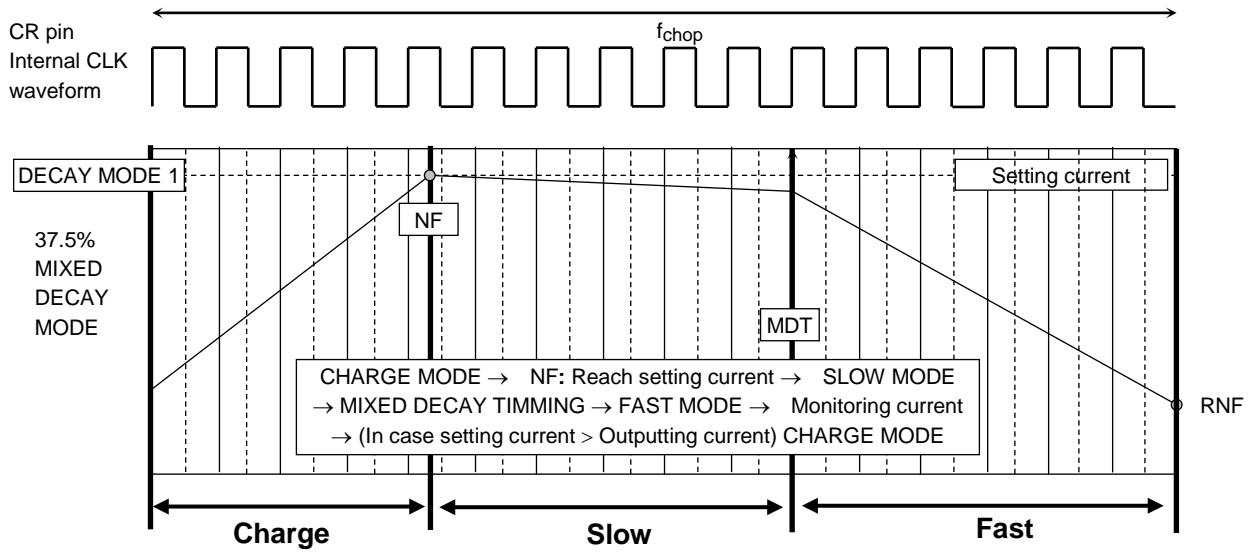 CR pin
Internal CLK
waveform
fchop
DECAY MODE 1
Setting current
NF
37.5%
MIXED
DECAY
MODE
MDT
CHARGE MODE → NF: Reach setting current → SLOW MODE
→ MIXED DECAY TIMMING → FAST MODE → Monitoring current
→ (In case setting current > Outputting current) CHARGE MODE
RNF
Charge
Slow
Fast